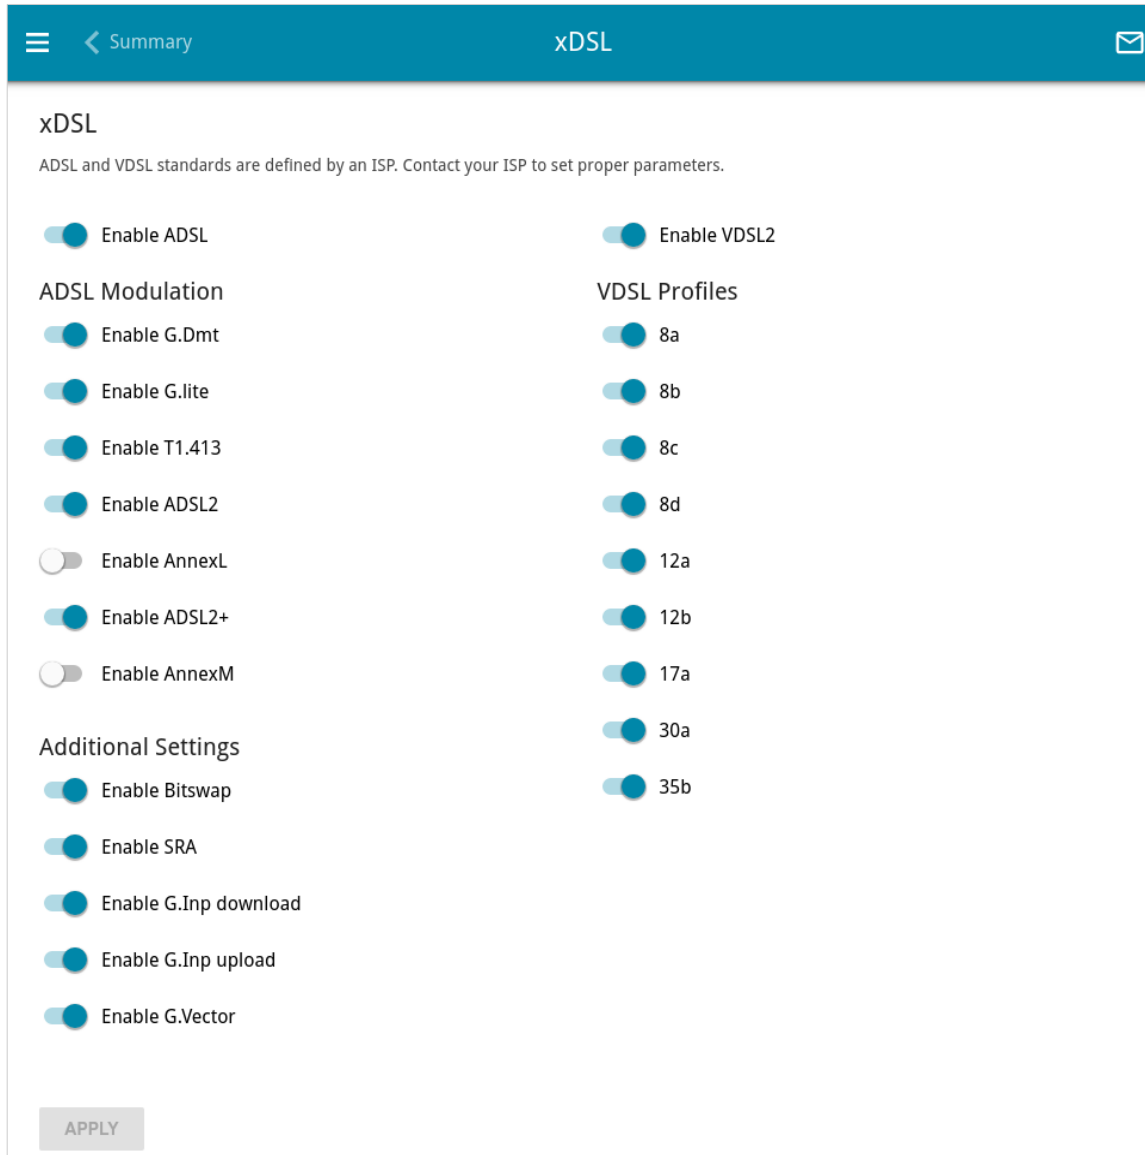 Summary
xDSL
xDSL
ADSL and VDSL standards are defined by an ISP. Contact your ISP to set proper parameters.
Enable ADSL
ADSL Modulation
Enable G.Dmt
Enable G.lite
Enable T1.413
Enable ADSL2
Enable AnnexL
Enable ADSL2+
Enable AnnexM
Additional Settings
Enable Bitswap
Enable SRA
Enable G.Inp download
Enable G.Inp upload
Enable G.Vector
Enable VDSL2
VDSL Profiles
8a
8b
8c
8d
12a
12b
17a
30a
35b
APPLY